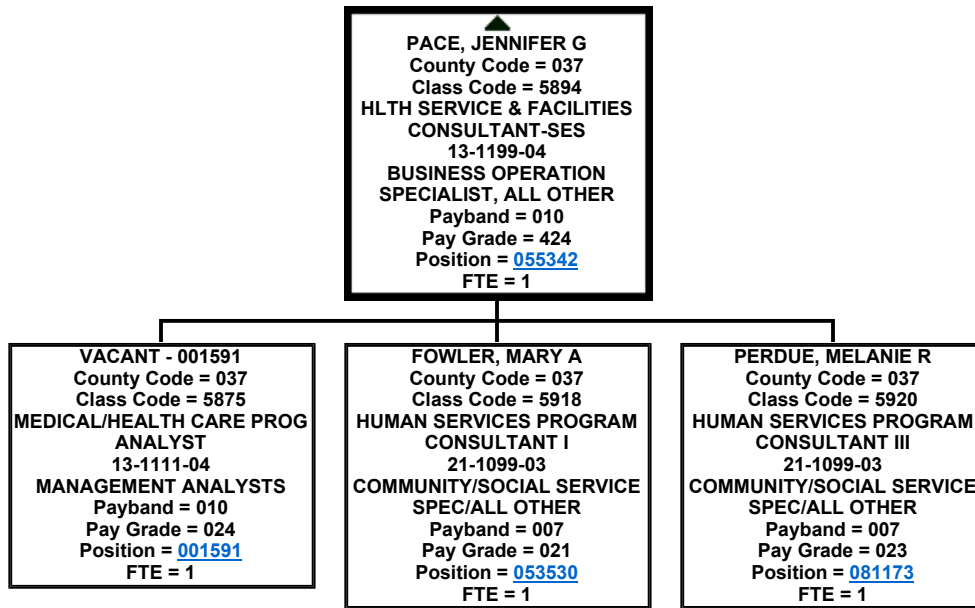 PACE, JENNIFER G
County Code = 037
Class Code = 5894
HLTH SERVICE & FACILITIES
CONSULTANT-SES
13-1199-04
BUSINESS OPERATION
SPECIALIST, ALL OTHER
Payband = 010
Pay Grade = 424
Position = 055342
FTE = 1
VACANT - 001591
County Code = 037
Class Code = 5875
MEDICAL/HEALTH CARE PROG
ANALYST
13-1111-04
MANAGEMENT ANALYSTS
Payband = 010
Pay Grade = 024
Position = 001591
FTE = 1
FOWLER, MARY A
County Code = 037
Class Code = 5918
HUMAN SERVICES PROGRAM
CONSULTANT I
21-1099-03
COMMUNITY/SOCIAL SERVICE
SPEC/ALL OTHER
Payband = 007
Pay Grade = 021
Position = 053530
FTE = 1
PERDUE, MELANIE R
County Code = 037
Class Code = 5920
HUMAN SERVICES PROGRAM
CONSULTANT III
21-1099-03
COMMUNITY/SOCIAL SERVICE
SPEC/ALL OTHER
Payband = 007
Pay Grade = 023
Position = 081173
FTE = 1